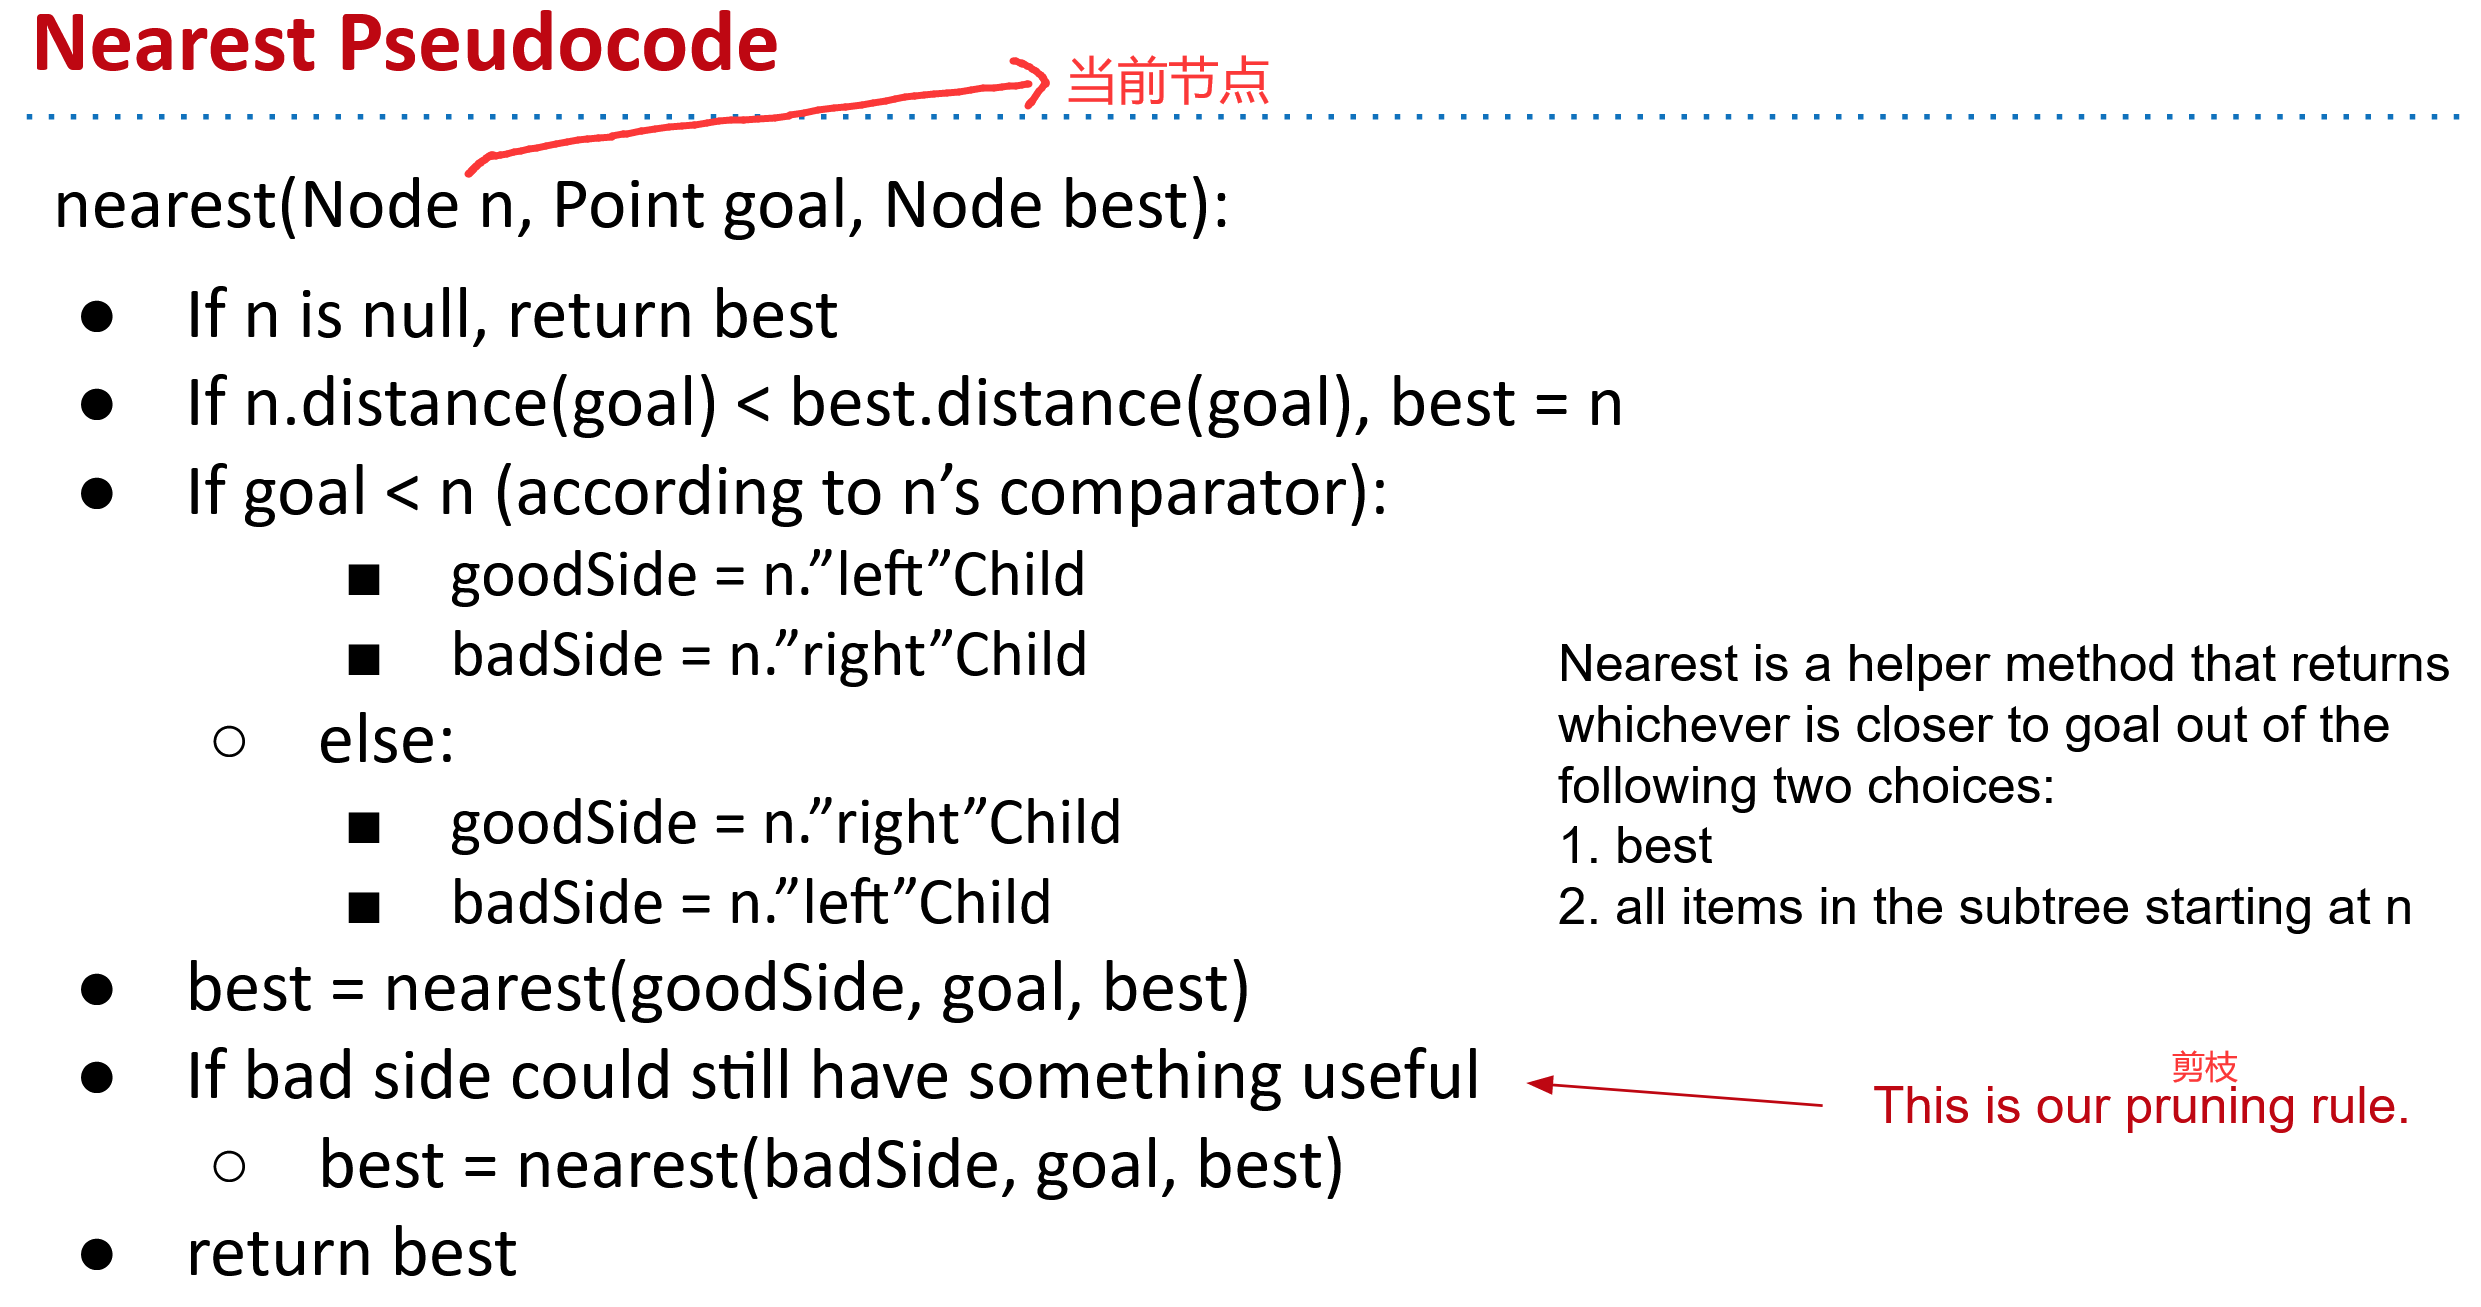 Nearest Pseudocode
当前节点
nearest(Node n, Point goal, Node best):
● If n is null, return best
● If n.distance(goal) < best.distance(goal), best = n
● If goal < n (according to n’s comparator):
■ goodSide = n.”left”Child
■ badSide = n.”right”Child
○ else:
■ goodSide = n.”right”Child
■ badSide = n.”left”Child
● best = nearest(goodSide, goal, best)
● If bad side could still have something useful
○ best = nearest(badSide, goal, best)
● return best
Nearest is a helper method that returns
whichever is closer to goal out of the
following two choices:
1. best
2. all items in the subtree starting at n
剪枝
This is our pruning rule.